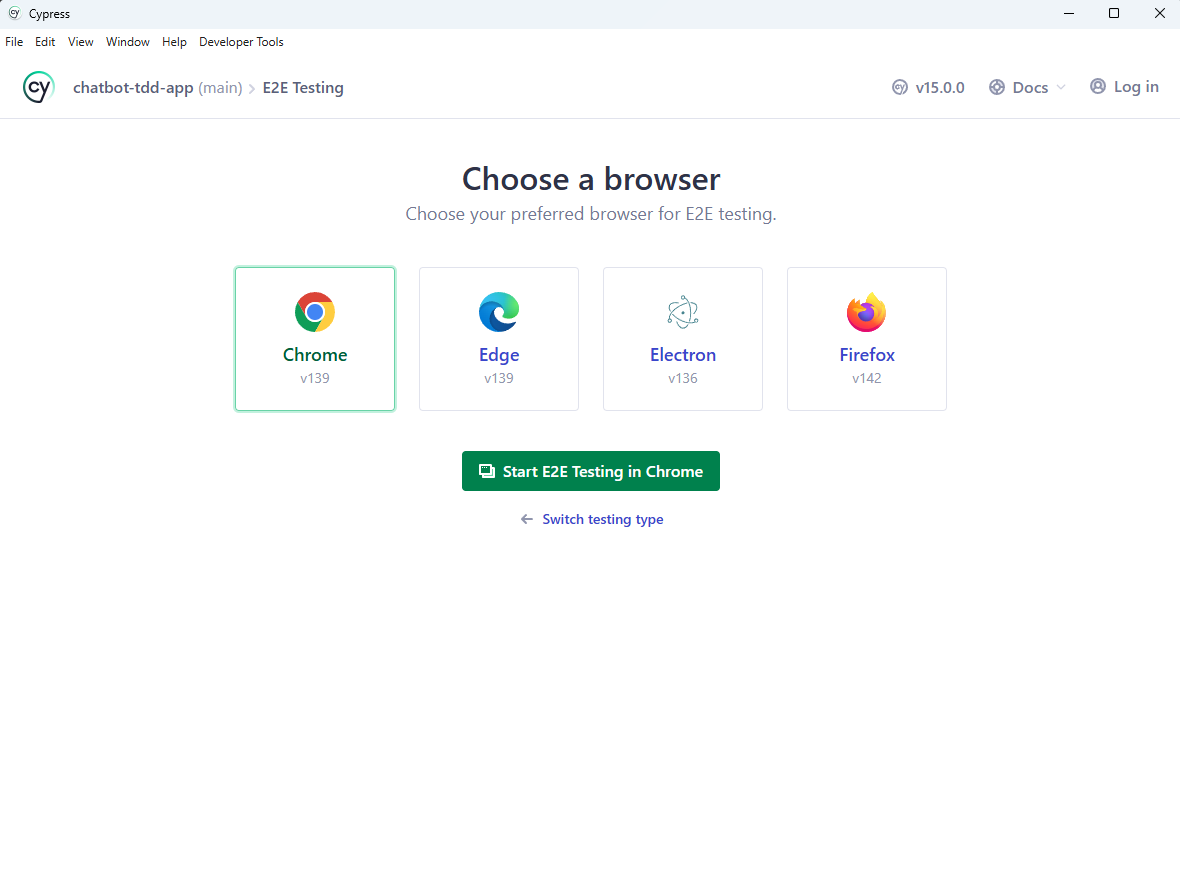 Cypress
File Edit View Window Help Developer Tools
cy chatbot-tdd-app (main) > E2E Testing cy v15.0.0 Docs Log in
Choose a browser
Choose your preferred browser for E2E testing.
Chrome Edge Electron Firefox
v139 v139 v136 v142
Start E2E Testing in Chrome
← Switch testing type